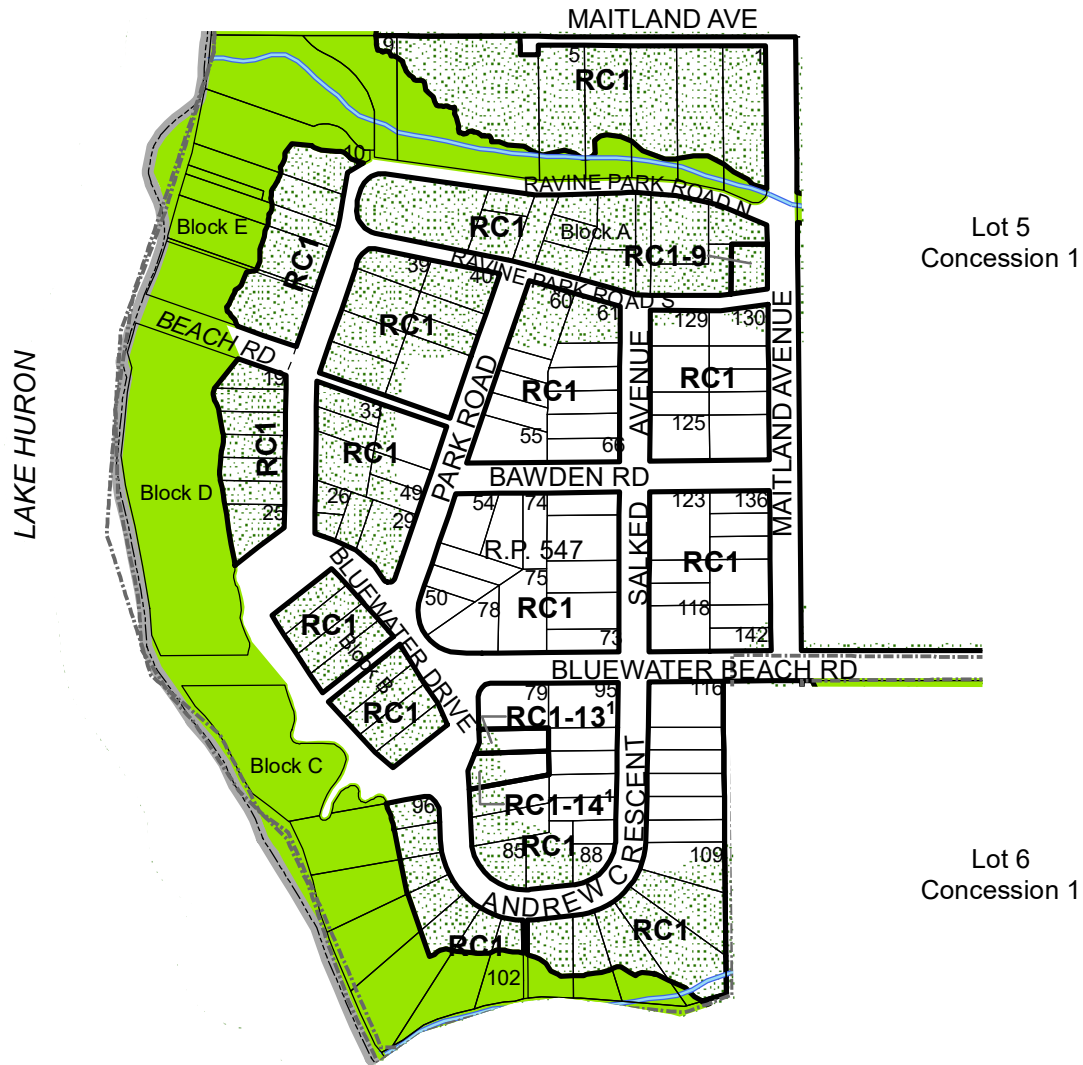 MAITLAND AVE
9
5
1
RC1
10
RAVINE PARK ROAD N
Block E
RC1
RC1
Block A
RC1-9
Lot 5
Concession 1
RAVINE PARK ROAD S
39
40
60
61
129
130
BEACH RD
RC1
MAITLAND AVENUE
LAKE HURON
19
RC1
33
RC1
PARK ROAD
RC1
55
66
SALKED AVENUE
RC1
125
BAWDEN RD
Block D
25
26
49
29
54
74
123
136
R.P. 547
75
RC1
50
78
RC1
73
118
142
BLUEWATER DRIVE
RC1
Block B
RC1
BLUEWATER BEACH RD
79
95
116
RC1-13¹
Block C
RC1-14¹
96
RC1
85
88
109
ANDREW CRESCENT
Lot 6
Concession 1
RC1
RC1
102